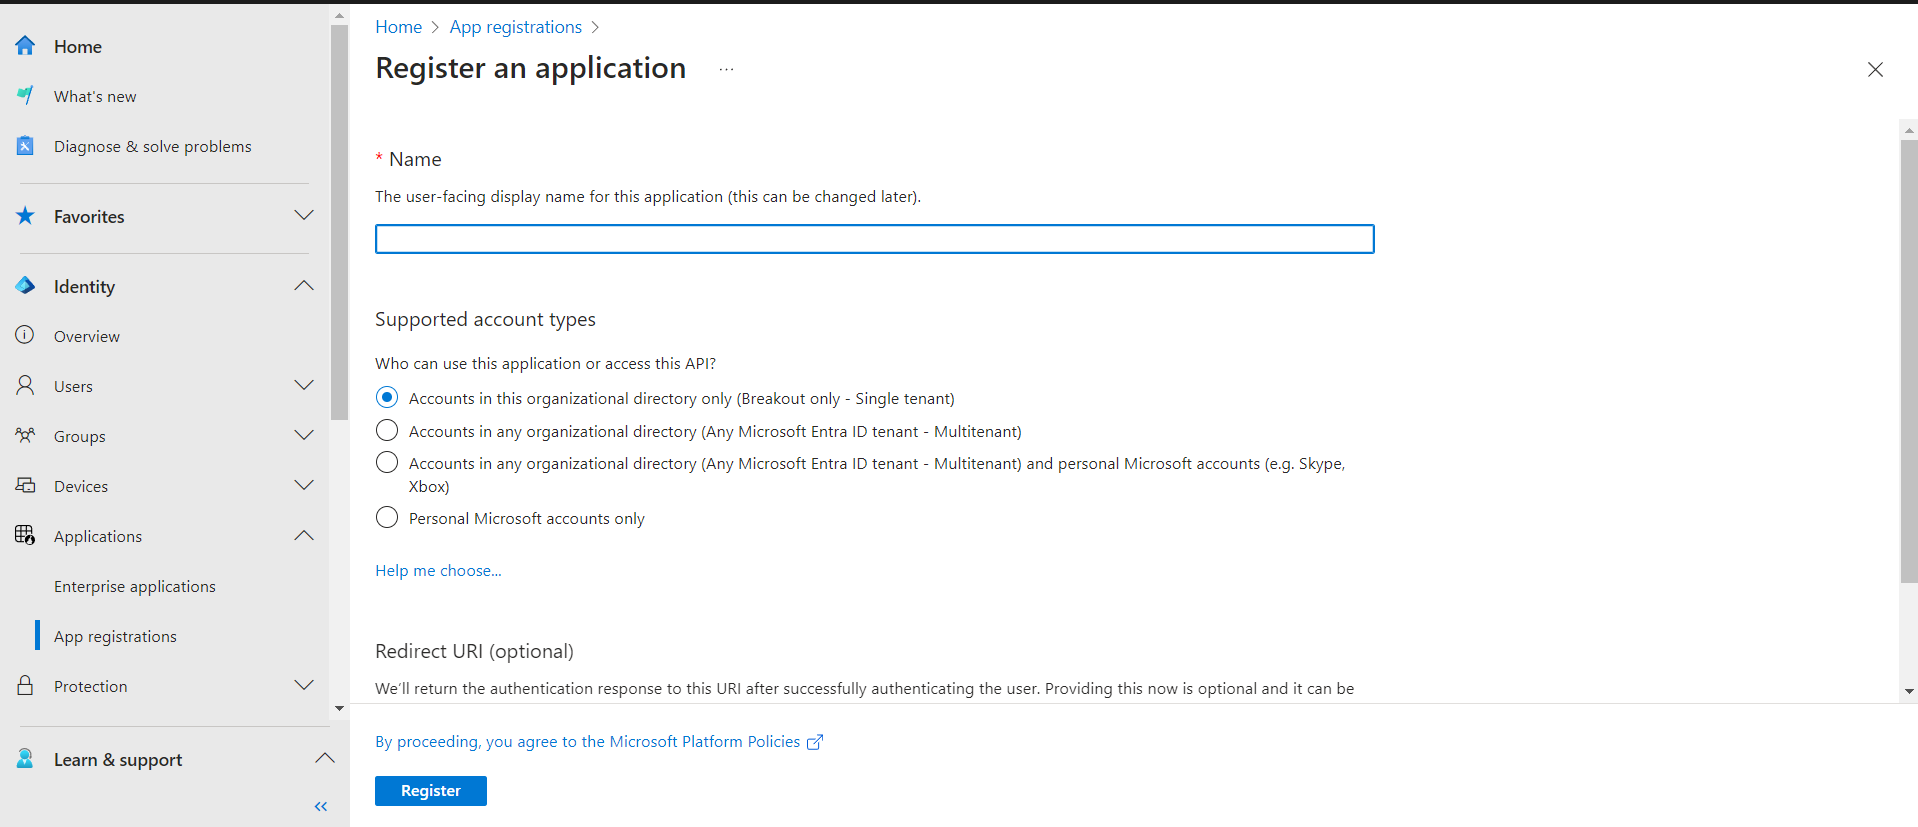 Home
What's new
Diagnose & solve problems
Favorites
Identity
Overview
Users
Groups
Devices
Applications
Enterprise applications
App registrations
Protection
Learn & support
Home > App registrations >
Register an application ...
* Name
The user-facing display name for this application (this can be changed later).
Supported account types
Who can use this application or access this API?
Accounts in this organizational directory only (Breakout only - Single tenant)
Accounts in any organizational directory (Any Microsoft Entra ID tenant - Multitenant)
Accounts in any organizational directory (Any Microsoft Entra ID tenant - Multitenant) and personal Microsoft accounts (e.g. Skype,
Xbox)
Personal Microsoft accounts only
Help me choose...
Redirect URI (optional)
We'll return the authentication response to this URI after successfully authenticating the user. Providing this now is optional and it can be
By proceeding, you agree to the Microsoft Platform Policies
Register